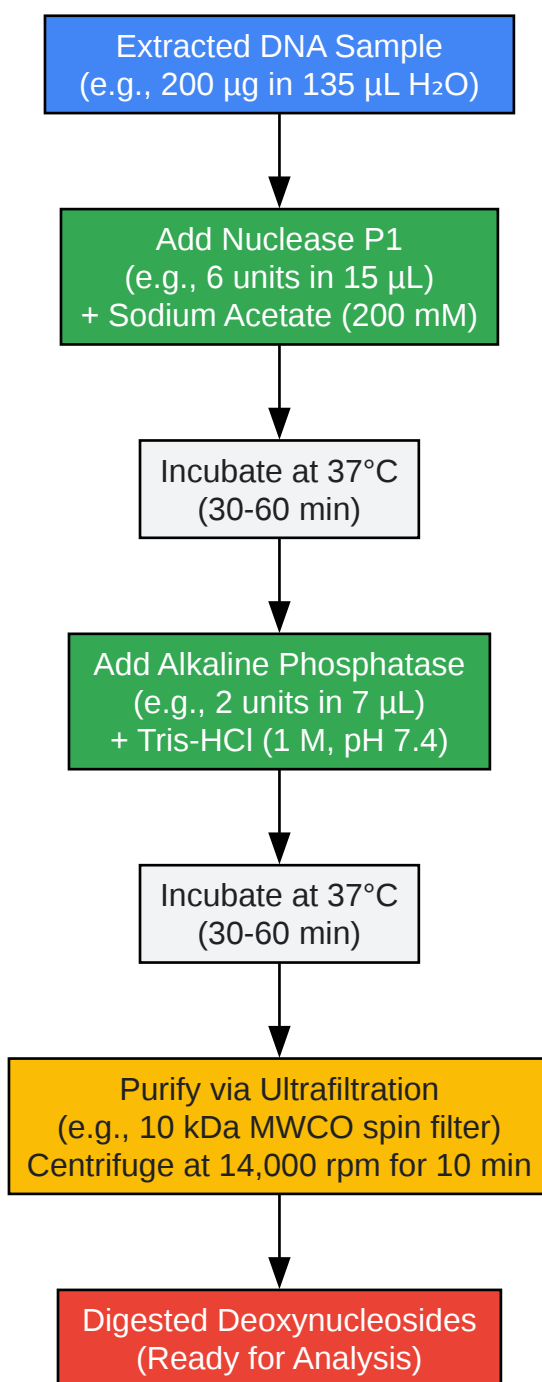 Extracted DNA Sample
(e.g., 200 µg in 135 µL H₂O)
Add Nuclease P1
(e.g., 6 units in 15 µL)
+ Sodium Acetate (200 mM)
Incubate at 37°C
(30-60 min)
Add Alkaline Phosphatase
(e.g., 2 units in 7 µL)
+ Tris-HCl (1 M, pH 7.4)
Incubate at 37°C
(30-60 min)
Purify via Ultrafiltration
(e.g., 10 kDa MWCO spin filter)
Centrifuge at 14,000 rpm for 10 min
Digested Deoxynucleosides
(Ready for Analysis)